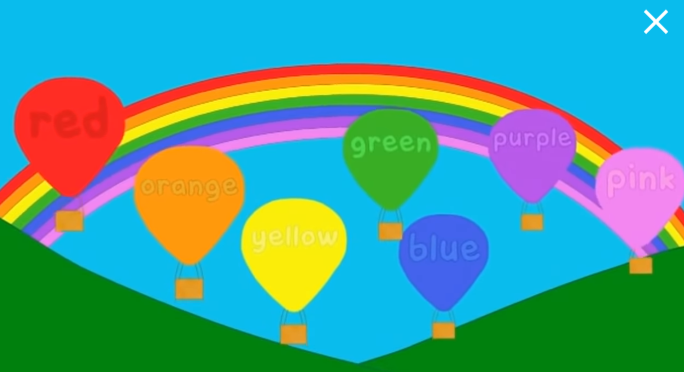 red
orange
yellow
green
blue
purple
pink